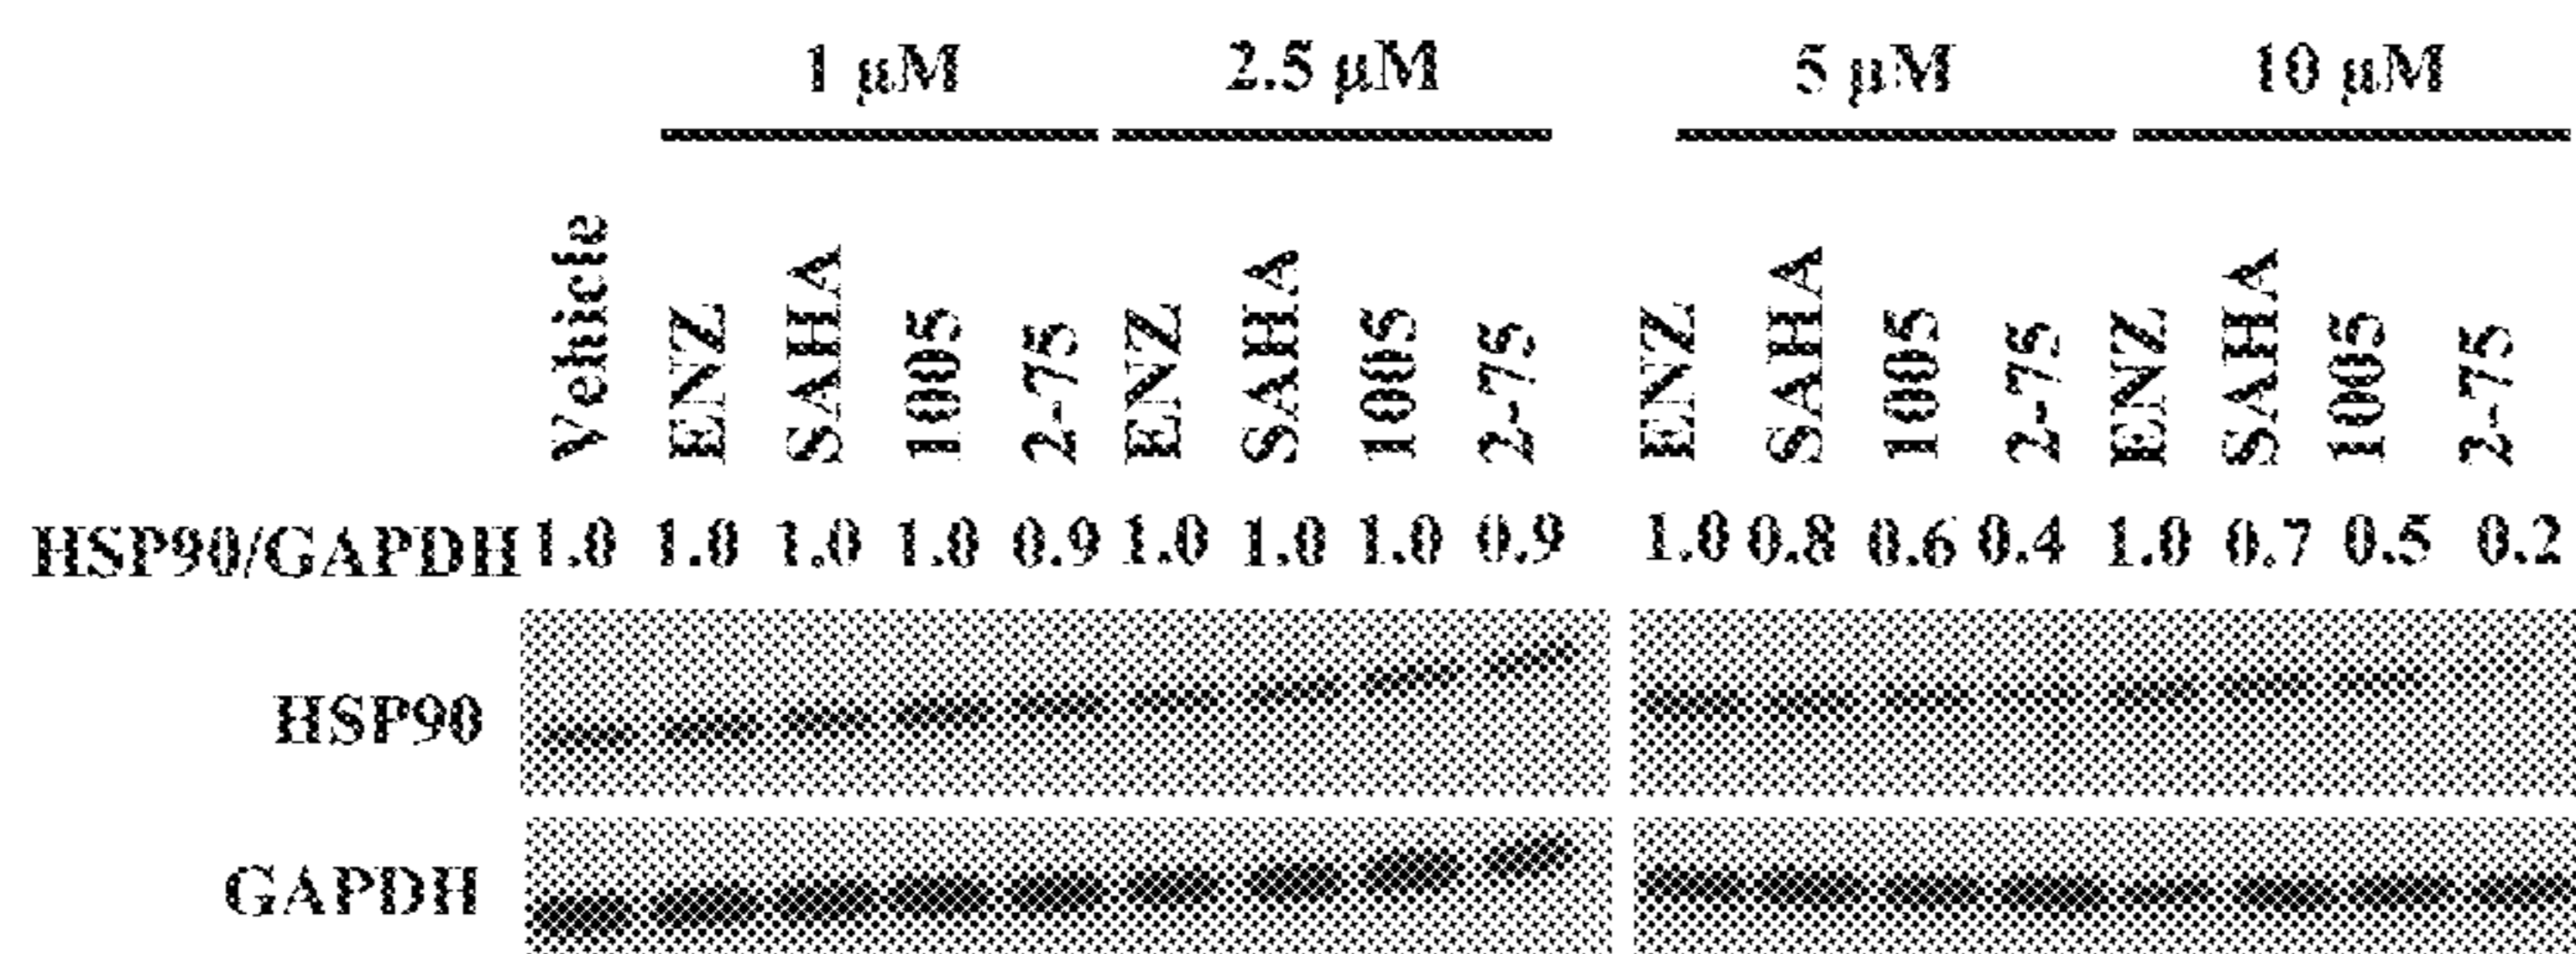 1 μM 2.5 μM 5 μM 10 μM
Vehicle ENZ SAHA 1005 2-75 ENZ SAHA 1005 2-75 ENZ SAHA 1005 2-75 ENZ SAHA 1005 2-75
HSP90/GAPDH 1.0 1.0 1.0 1.0 0.9 1.0 1.0 1.0 0.9 1.0 0.8 0.6 0.4 1.0 0.7 0.5 0.2
HSP90
GAPDH